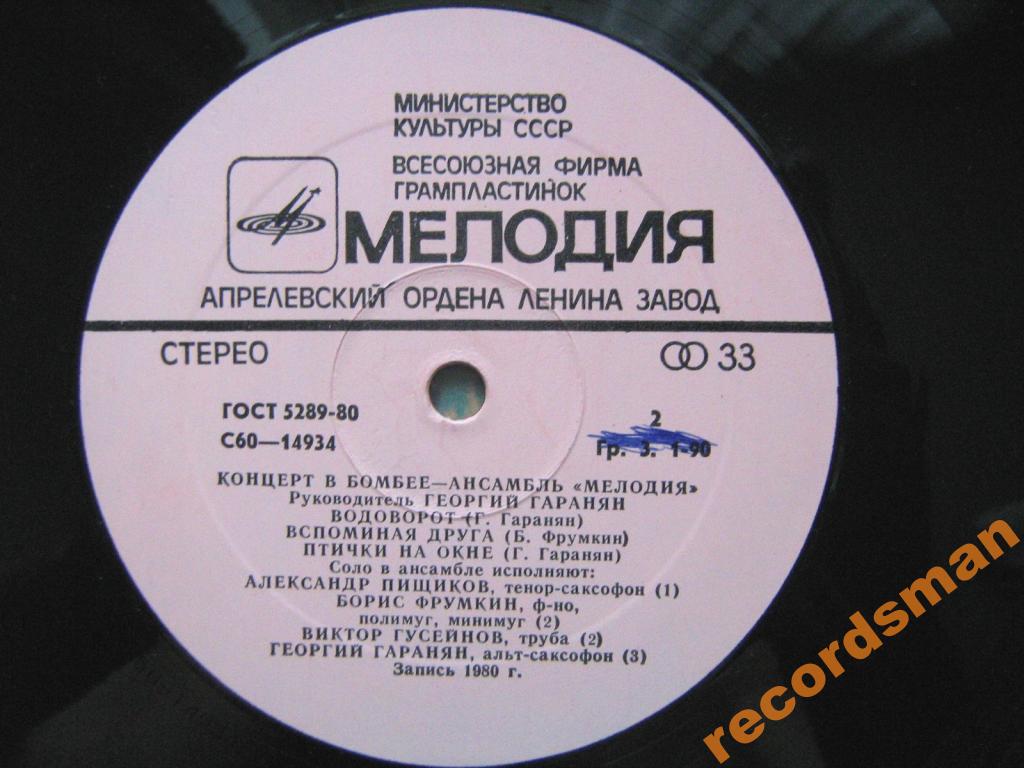 МИНИСТЕРСТВО
КУЛЬТУРЫ СССР
ВСЕСОЮЗНАЯ ФИРМА
ГРАМПЛАСТИНОК
МЕЛОДИЯ
АПРЕЛЕВСКИЙ ОРДЕНА ЛЕНИНА ЗАВОД
СТЕРЕО
33
ГОСТ 5289-80
С60—14934
2
Гр. 3. 1-90
КОНЦЕРТ В БОМБЕЕ—АНСАМБЛЬ «МЕЛОДИЯ»
Руководитель ГЕОРГИЙ ГАРАНЯН
ВОДОВОРОТ (Г. Гаранян)
ВСПОМИНАЯ ДРУГА (Б. Фрумкин)
ПТИЧКИ НА ОКНЕ (Г. Гаранян)
Соло в ансамбле исполняют:
АЛЕКСАНДР ПИЩИКОВ, тенор-саксофон (1)
БОРИС ФРУМКИН, ф-но,
полимуг, минимуг (2)
ВИКТОР ГУСЕЙНОВ, труба (2)
ГЕОРГИЙ ГАРАНЯН, альт-саксофон (3)
Запись 1980 г.
recordsman